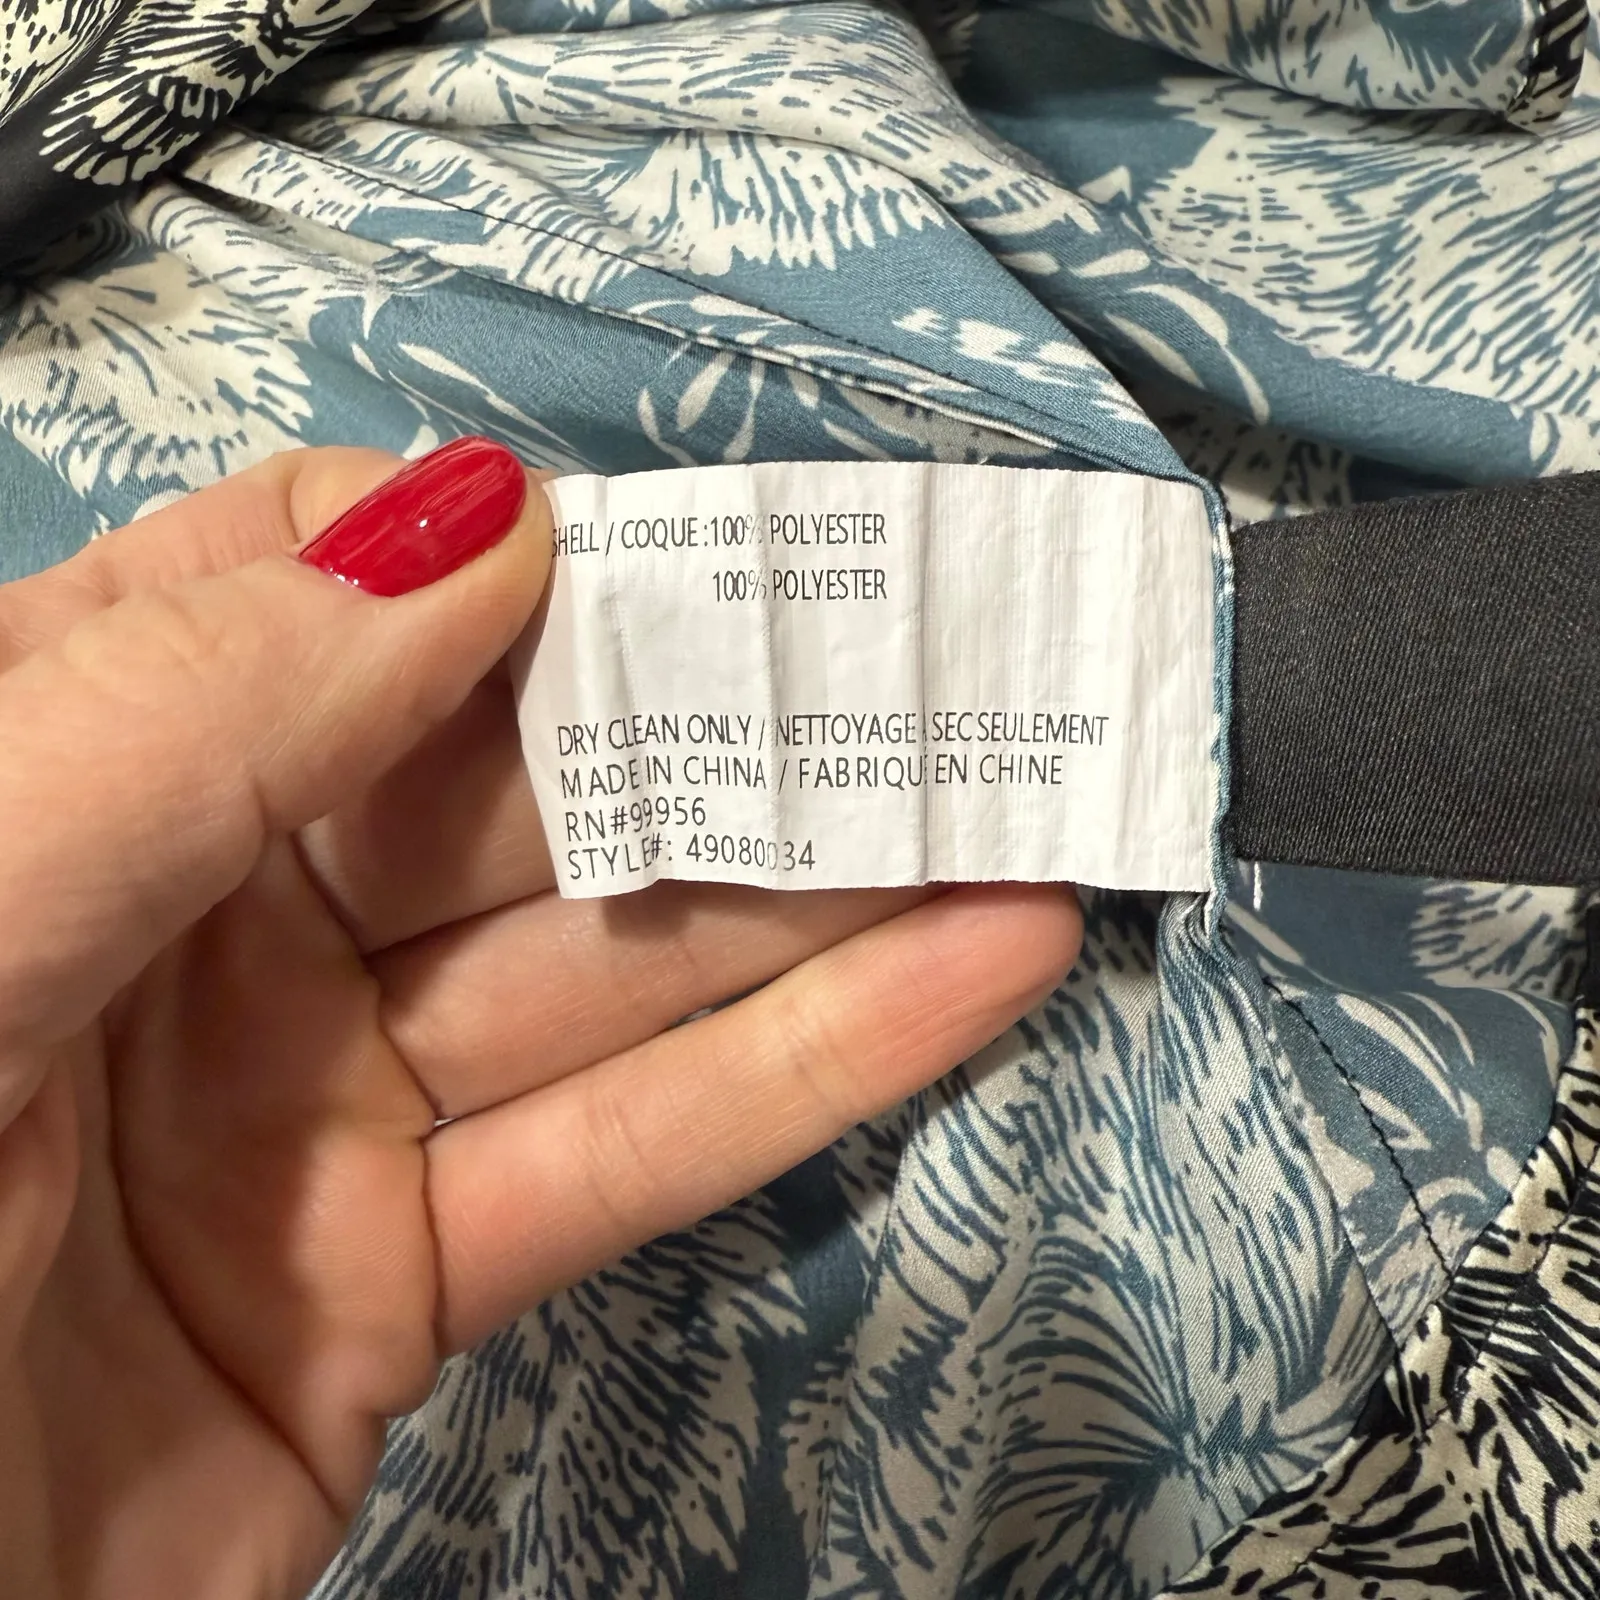 SHELL / COQUE:100% POLYESTER
100% POLYESTER
DRY CLEAN ONLY / NETTOYAGE SEC SEULEMENT
MADE IN CHINA / FABRIQUE EN CHINE
RN#99956
STYLE#: 49080034